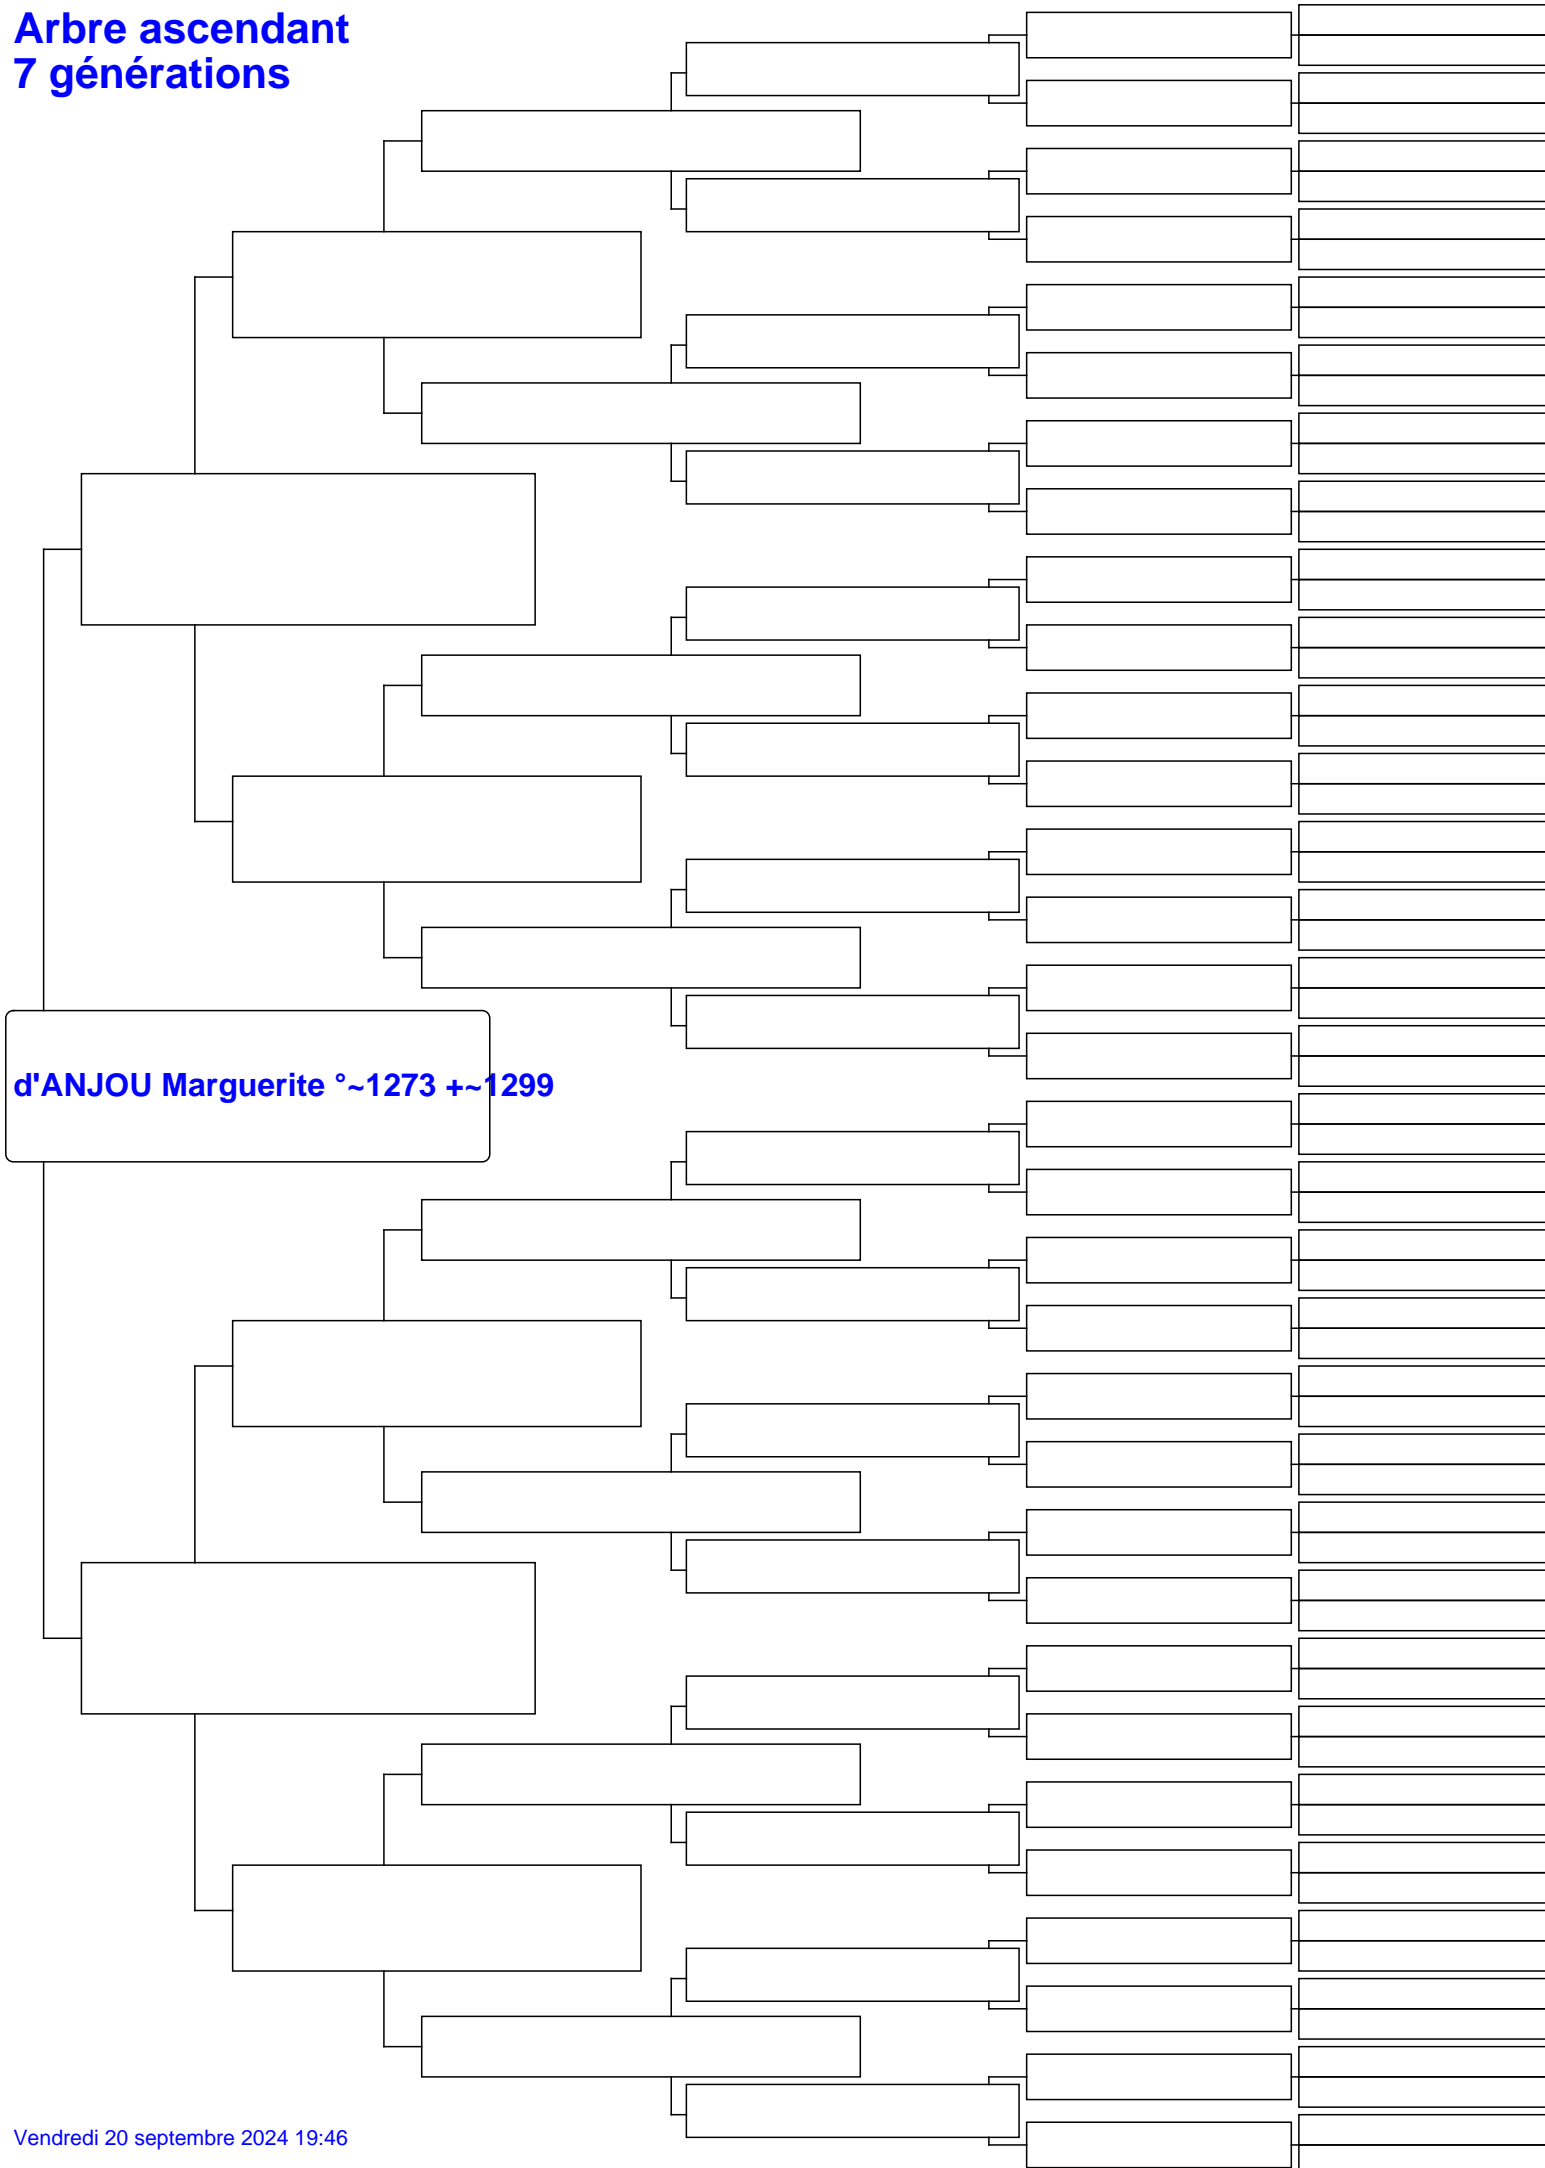 Arbre ascendant
7 générations
d'ANJOU Marguerite °~1273 +~1299
Vendredi 20 septembre 2024 19:46